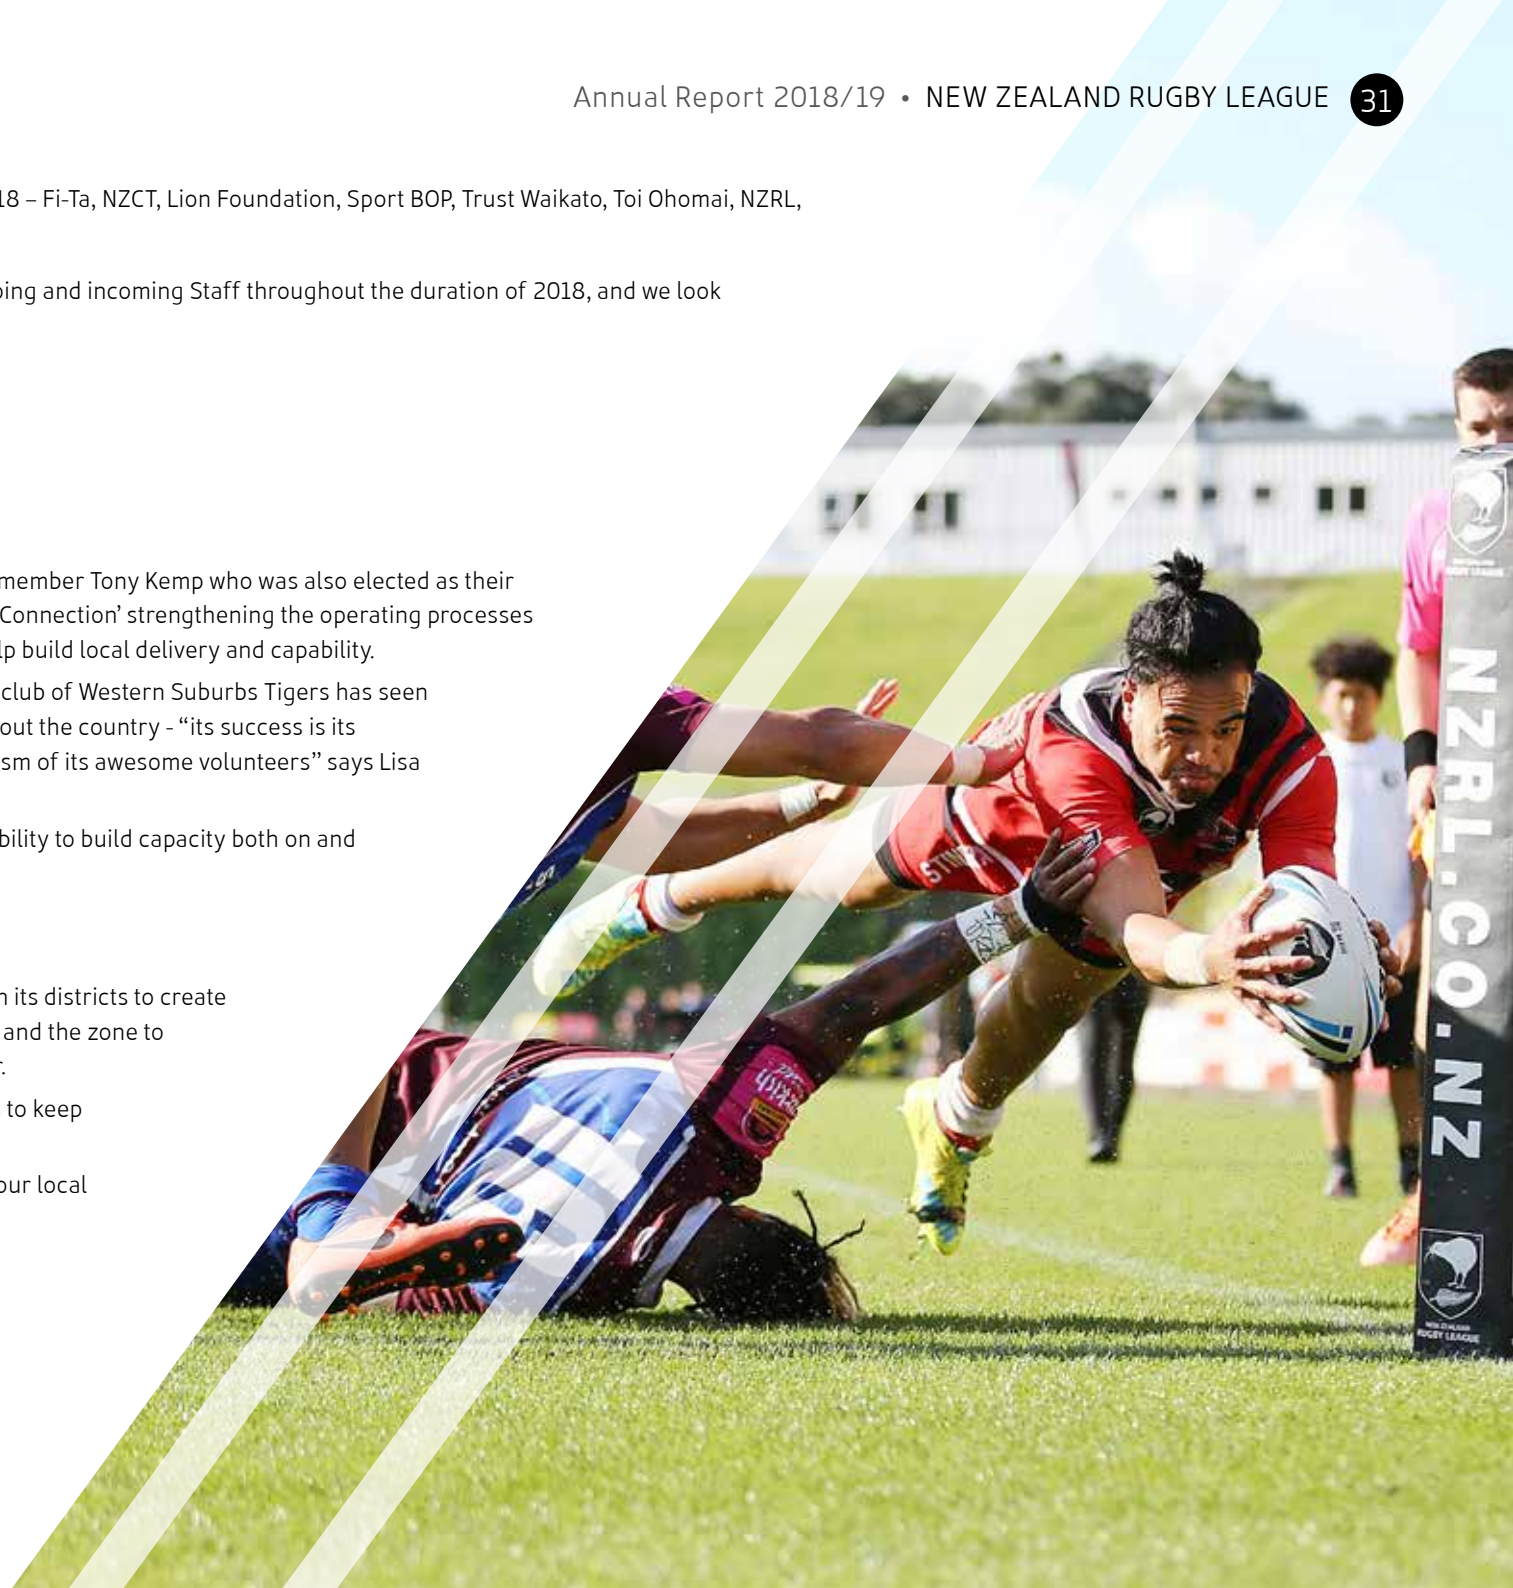 Annual Report 2018/19 • NEW ZEALAND RUGBY LEAGUE 31
18 – Fi-Ta, NZCT, Lion Foundation, Sport BOP, Trust Waikato, Toi Ohomai, NZRL,
oing and incoming Staff throughout the duration of 2018, and we look
member Tony Kemp who was also elected as their
Connection’ strengthening the operating processes
lp build local delivery and capability.
club of Western Suburbs Tigers has seen
out the country - “its success is its
sm of its awesome volunteers” says Lisa
bility to build capacity both on and
n its districts to create
and the zone to
r.
to keep
our local
NZRL.CO.NZ
RUGBY LEAGUE